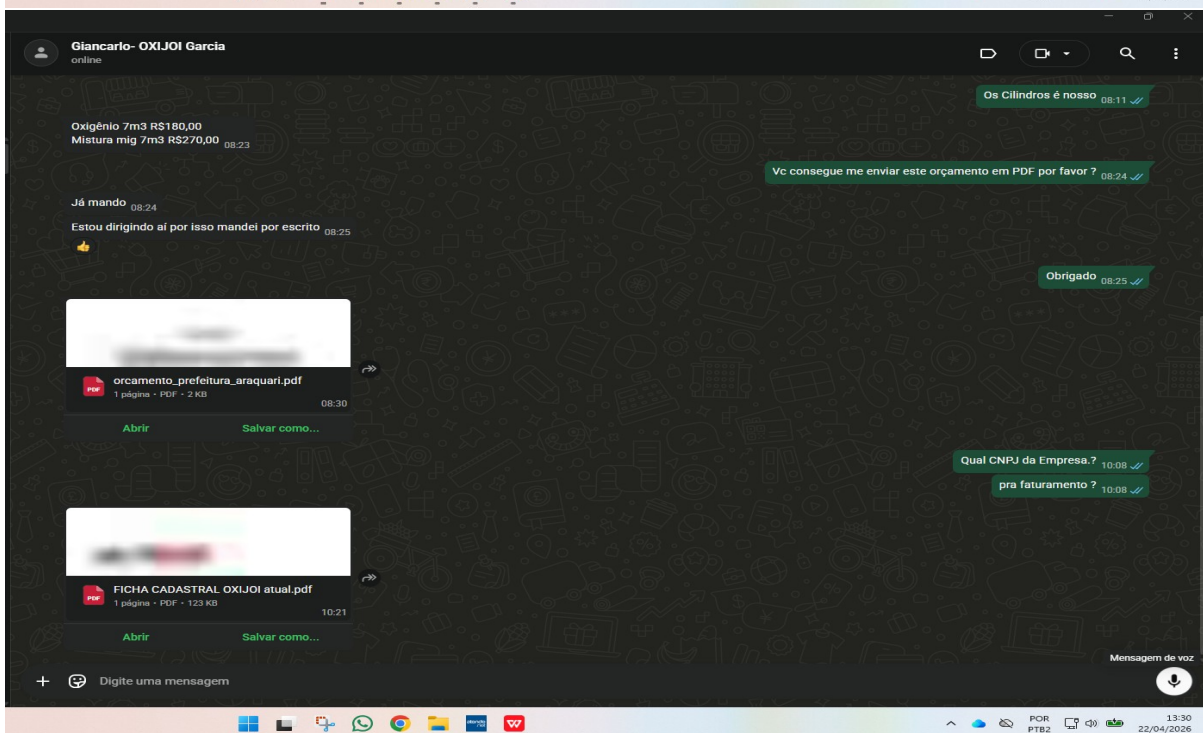 Giancarlo- OXIJOI Garcia
online
Os Cilindros é nosso 08:11
Oxigênio 7m3 R$180,00
Mistura mig 7m3 R$270,00 08:23
Vc consegue me enviar este orçamento em PDF por favor ? 08:24
Já mando 08:24
Estou dirigindo aí por isso mandei por escrito 08:25
Obrigado 08:25
PDF
orcamento_prefeitura_araquari.pdf
1 página • PDF • 2 KB
08:30
Abrir Salvar como...
Qual CNPJ da Empresa.? 10:08
pra faturamento ? 10:08
PDF
FICHA CADASTRAL OXIJOI atual.pdf
1 página • PDF • 123 KB
10:21
Abrir Salvar como...
Mensagem de voz
Digite uma mensagem
POR
PTB2
13:30
22/04/2026